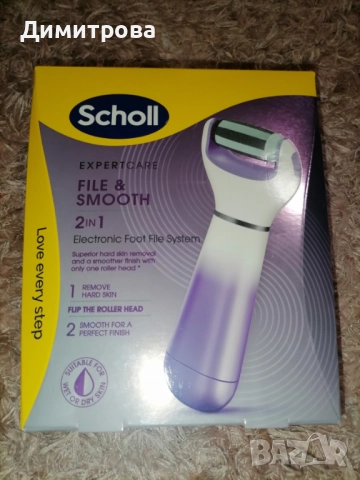 Димитрова
Scholl
EXPERTCARE
FILE &
SMOOTH
2 IN 1
Electronic Foot File System
Superior hard skin removal
and a smoother finish with
only one roller head *
1 REMOVE
HARD SKIN
FLIP THE ROLLER HEAD
2 SMOOTH FOR A
PERFECT FINISH
SUITABLE FOR
WET OR DRY SKIN
Love every step
BAZAR